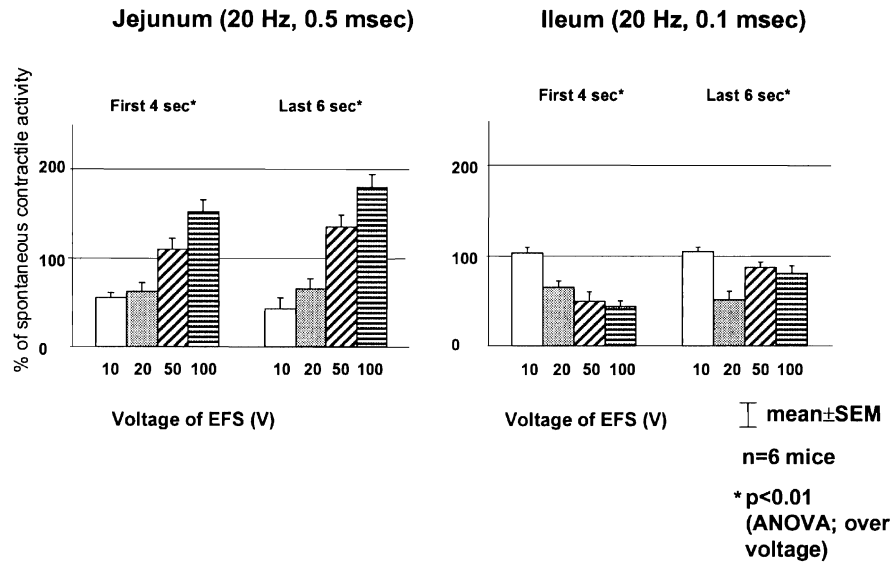 Jejunum (20 Hz, 0.5 msec)
First 4 sec*
Last 6 sec*
% of spontaneous contractile activity
200
100
0
10 20 50 100
10 20 50 100
Voltage of EFS (V)
Ileum (20 Hz, 0.1 msec)
First 4 sec*
Last 6 sec*
200
100
0
10 20 50 100
10 20 50 100
Voltage of EFS (V)
mean±SEM
n=6 mice
* p<0.01
(ANOVA; over
voltage)